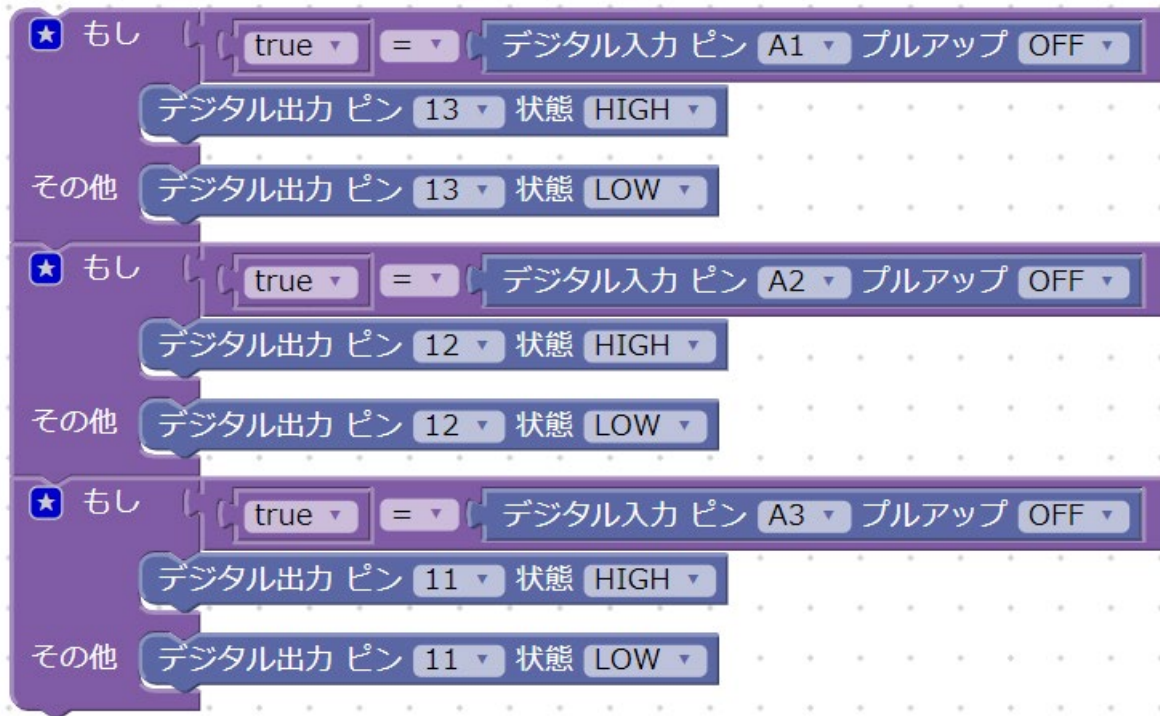 もし true = デジタル入力 ピン A1 プルアップ OFF
デジタル出力 ピン 13 状態 HIGH
その他 デジタル出力 ピン 13 状態 LOW
もし true = デジタル入力 ピン A2 プルアップ OFF
デジタル出力 ピン 12 状態 HIGH
その他 デジタル出力 ピン 12 状態 LOW
もし true = デジタル入力 ピン A3 プルアップ OFF
デジタル出力 ピン 11 状態 HIGH
その他 デジタル出力 ピン 11 状態 LOW